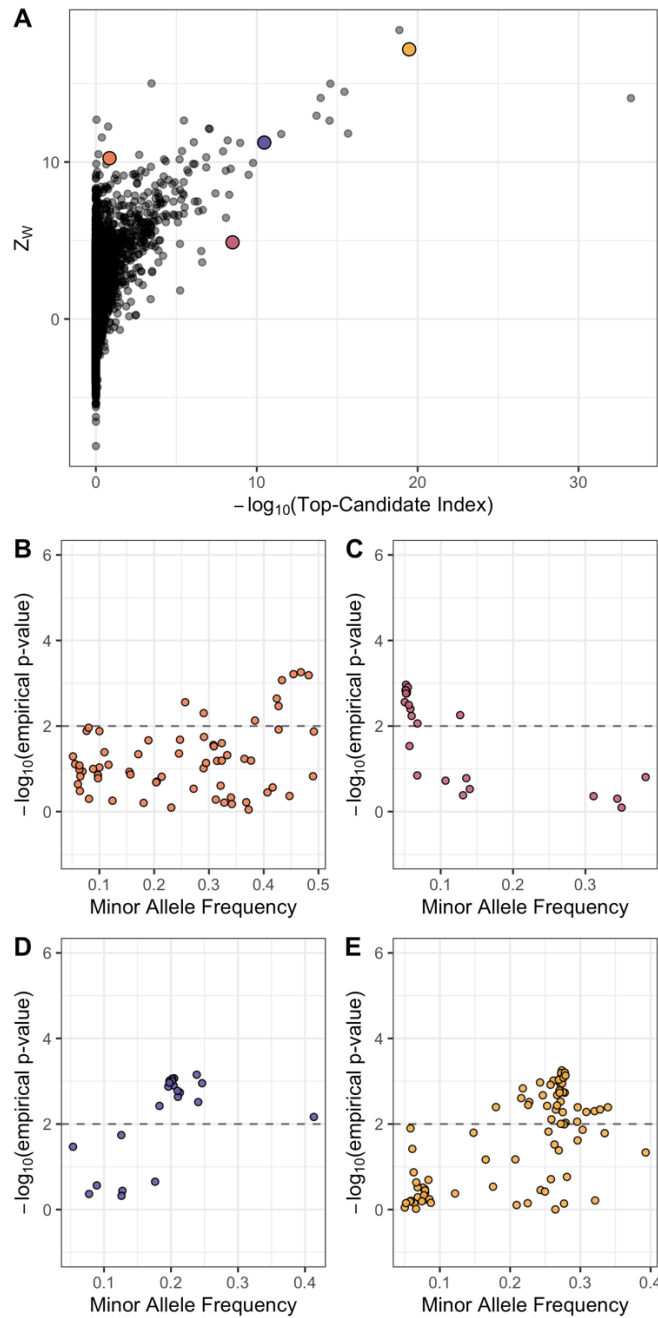 A
10
0
Z_W
0
10
20
30
−log₁₀(Top-Candidate Index)
B
C
6
4
2
0
−log₁₀(empirical p-value)
0.1
0.2
0.3
0.4
0.5
Minor Allele Frequency
6
4
2
0
−log₁₀(empirical p-value)
0.1
0.2
0.3
Minor Allele Frequency
D
E
6
4
2
0
−log₁₀(empirical p-value)
0.1
0.2
0.3
0.4
Minor Allele Frequency
6
4
2
0
−log₁₀(empirical p-value)
0.1
0.2
0.3
0.4
Minor Allele Frequency